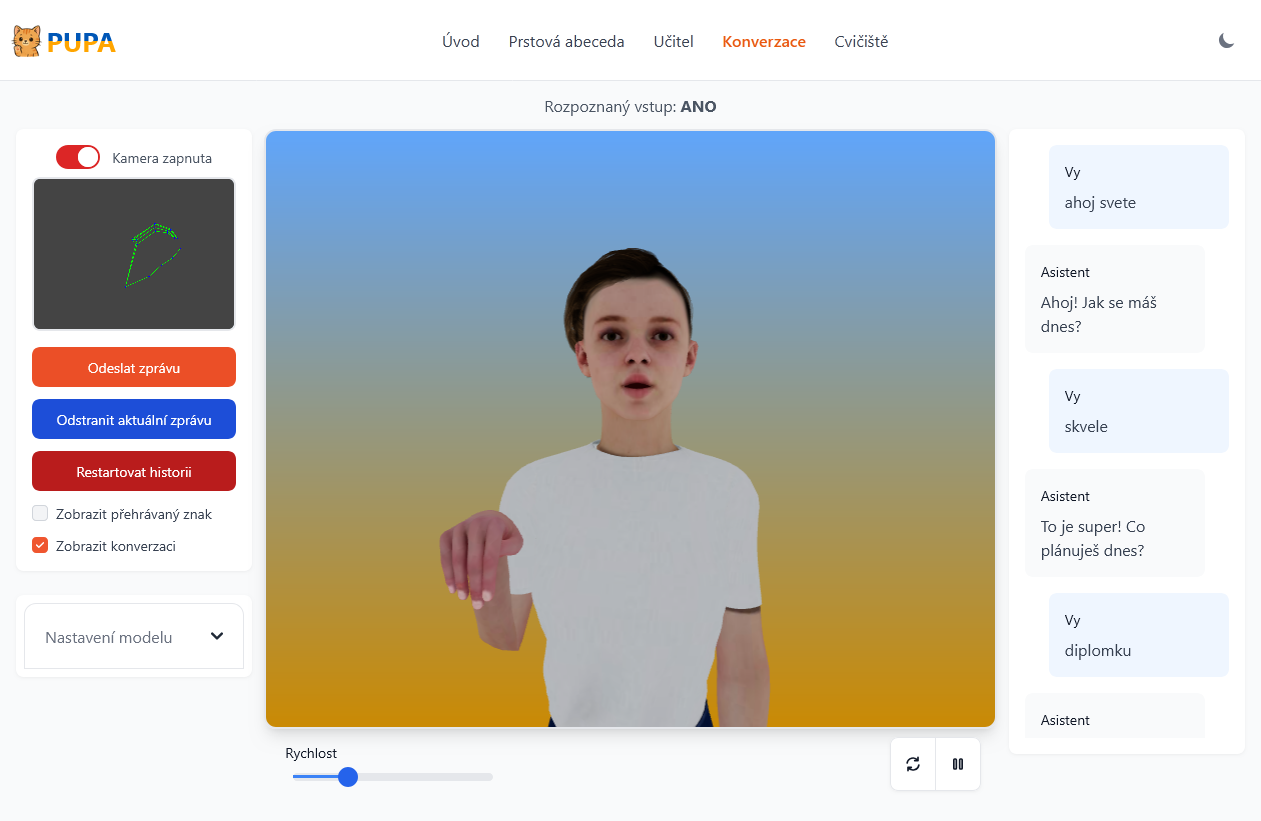 PUPA
Úvod
Prstová abeceda
Učitel
Konverzace
Cvičiště
Rozpoznaný vstup: ANO
Kamera zapnuta
Odeslat zprávu
Odstranit aktuální zprávu
Restartovat historii
Zobrazit přehrávaný znak
Zobrazit konverzaci
Nastavení modelu
Rychlost
Vy
ahoj svete
Asistent
Ahoj! Jak se máš
dnes?
Vy
skvele
Asistent
To je super! Co
plánuješ dnes?
Vy
diplomku
Asistent